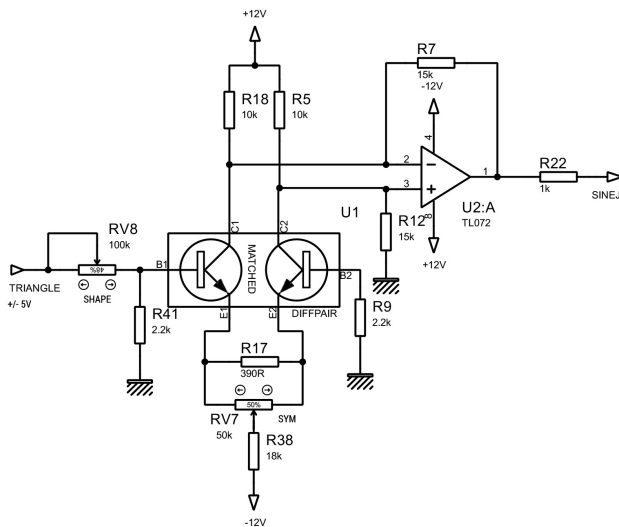 +12V
R7
15k
-12V
R18
10k
R5
10k
4
2
1
3
8
R22
1k
SINEJ
U2:A
TL072
+12V
R12
15k
U1
C1
C2
MATCHED
DIFFPAIR
B1
B2
E1
E2
RV8
100k
48%
SHAPE
TRIANGLE
+/- 5V
R41
2.2k
R9
2.2k
R17
390R
50%
SYM
RV7
50k
R38
18k
-12V